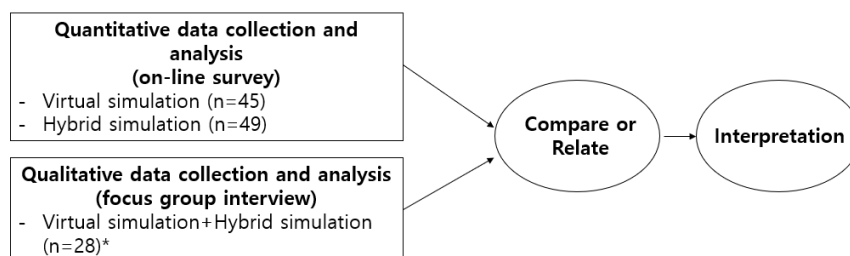 Quantitative data collection and
analysis
(on-line survey)
- Virtual simulation (n=45)
- Hybrid simulation (n=49)
Qualitative data collection and analysis
(focus group interview)
- Virtual simulation+Hybrid simulation
(n=28)*
Compare or
Relate
Interpretation